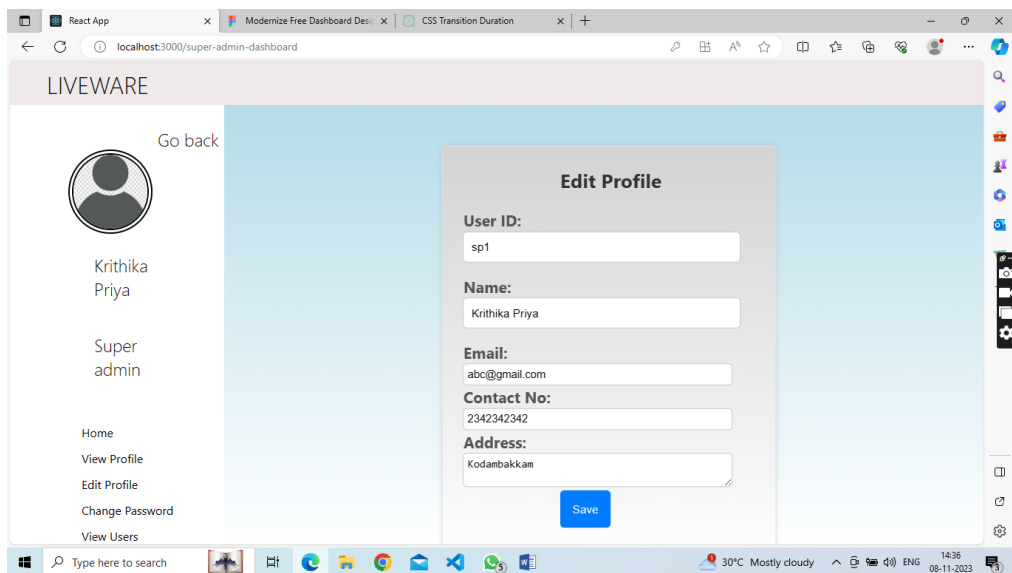 React App
Modernize Free Dashboard Desig
CSS Transition Duration
localhost:3000/super-admin-dashboard
LIVEWARE
Go back
Krithika
Priya
Super
admin
Home
View Profile
Edit Profile
Change Password
View Users
Edit Profile
User ID:
sp1
Name:
Krithika Priya
Email:
abc@gmail.com
Contact No:
2342342342
Address:
Kodambakkam
Save
Type here to search
5
30°C Mostly cloudy
ENG
14:36
08-11-2023
3